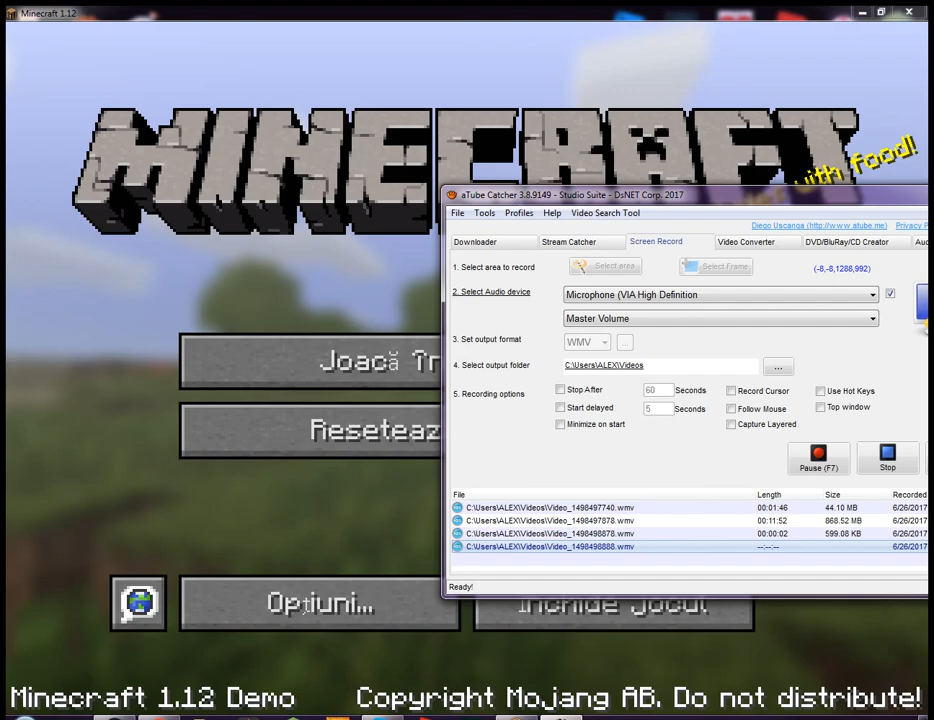 Minecraft 1.12
MINECRAFT
with food!
aTube Catcher 3.8.9149 - Studio Suite - DsNET Corp. 2017
File Tools Profiles Help Video Search Tool
Diego Uscanga (http://www.atube.me) Privacy P
Downloader Stream Catcher Screen Record Video Converter DVD/BluRay/CD Creator Au
1. Select area to record Select area Select Frame (-8,-8,1288,992)
2. Select Audio device Microphone (VIA High Definition
Master Volume
3. Set output format WMV ...
4. Select output folder C:\Users\ALEX\Videos ...
5. Recording options Stop After 60 Seconds Record Cursor Use Hot Keys
Start delayed 5 Seconds Follow Mouse Top window
Minimize on start Capture Layered
Pause (F7) Stop
File Length Size Recorded
C:\Users\ALEX\Videos\Video_1498497740.wmv 00:01:46 44.10 MB 6/26/2017
C:\Users\ALEX\Videos\Video_1498497878.wmv 00:11:52 868.52 MB 6/26/2017
C:\Users\ALEX\Videos\Video_1498498878.wmv 00:00:02 599.08 KB 6/26/2017
C:\Users\ALEX\Videos\Video_1498498888.wmv --:--:-- 6/26/2017
Ready!
Joacă
Reseteaz
Opțiuni... Închide Jocul
Minecraft 1.12 Demo Copyright Mojang AB. Do not distribute!